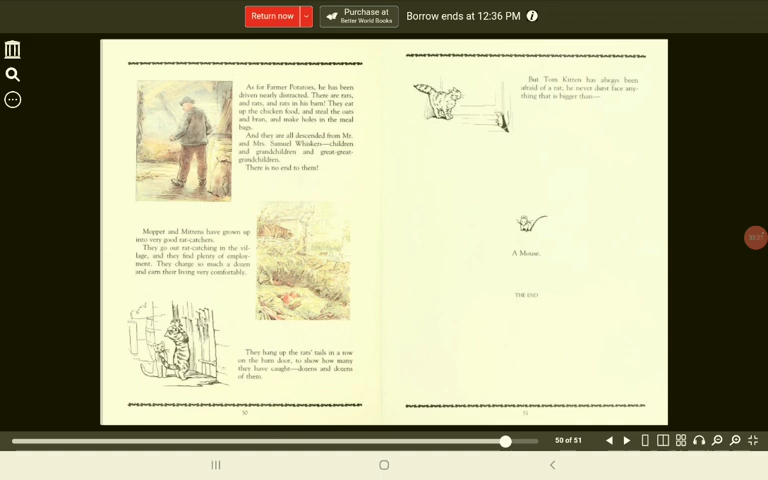 Return now
Purchase at
Better World Books
Borrow ends at 12:36 PM
As for Farmer Potatoes, he has been
driven nearly distracted. There are rats,
and rats, and rats in his barn! They eat
up the chicken food, and steal the oats
and bran, and make holes in the meal
bags.
And they are all descended from Mr.
and Mrs. Samuel Whiskers—children
and grandchildren and great-great-
grandchildren.
There is no end to them!
Moppet and Mittens have grown up
into very good rat-catchers.
They go out rat-catching in the vil-
lage, and they find plenty of employ-
ment. They charge so much a dozen
and earn their living very comfortably.
They hang up the rats' tails in a row
on the barn door, to show how many
they have caught—dozens and dozens
of them.
50
But Tom Kitten has always been
afraid of a rat; he never durst face any-
thing that is bigger than—
A Mouse.
THE END
51
50 of 51